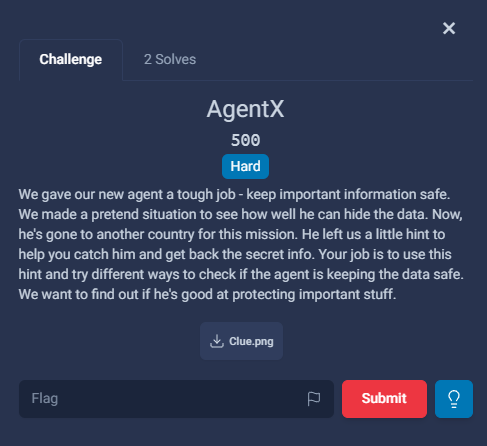 ×
Challenge
2 Solves
AgentX
500
Hard
We gave our new agent a tough job - keep important information safe.
We made a pretend situation to see how well he can hide the data. Now,
he's gone to another country for this mission. He left us a little hint to
help you catch him and get back the secret info. Your job is to use this
hint and try different ways to check if the agent is keeping the data safe.
We want to find out if he's good at protecting important stuff.
Clue.png
Flag
Submit